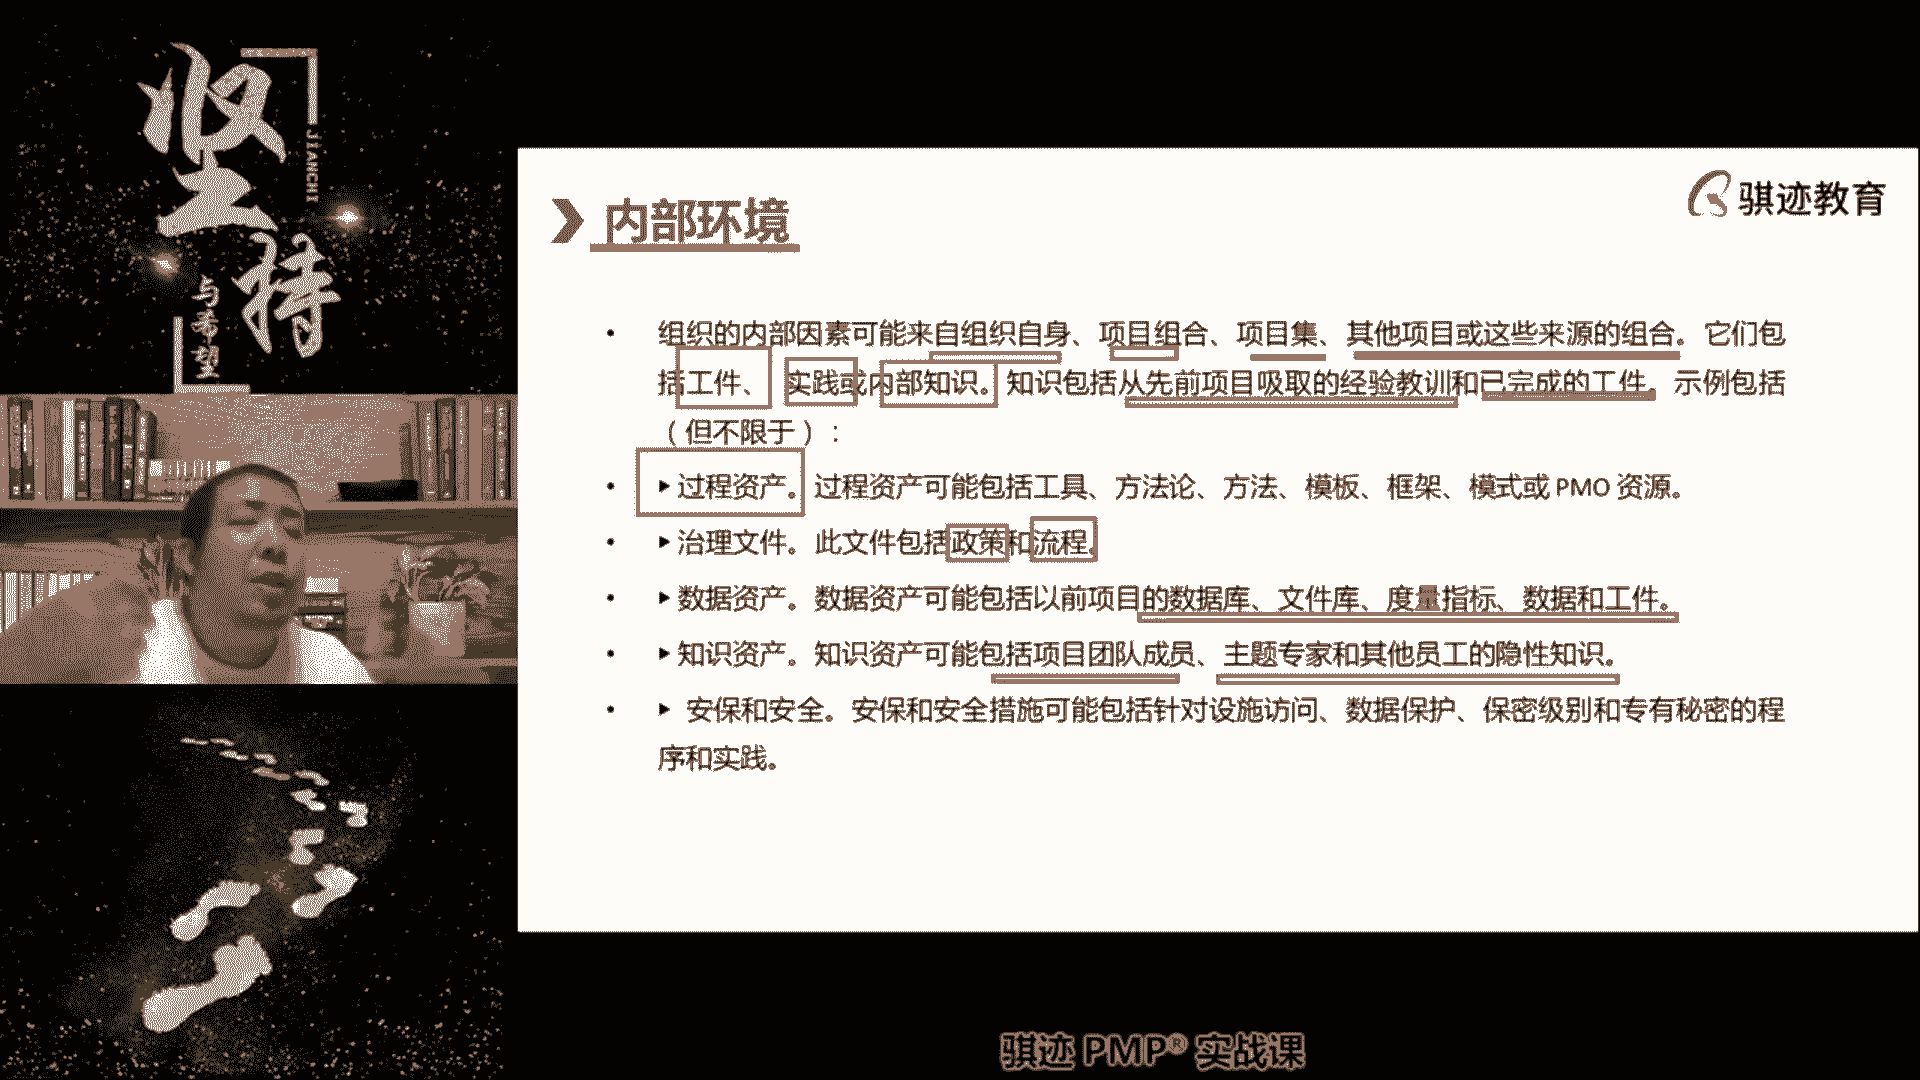 坚持
JIANCHI
与希望
骐迹教育
内部环境
• 组织的内部因素可能来自组织自身、项目组合、项目集、其他项目或这些来源的组合。它们包
括工件、实践或内部知识。知识包括从先前项目吸取的经验教训和已完成的工件。示例包括
（但不限于）：
• ▶过程资产。过程资产可能包括工具、方法论、方法、模板、框架、模式或 PMO 资源。
• ▶治理文件。此文件包括政策和流程。
• ▶数据资产。数据资产可能包括以前项目的数据库、文件库、度量指标、数据和工件。
• ▶知识资产。知识资产可能包括项目团队成员、主题专家和其他员工的隐性知识。
• ▶ 安保和安全。安保和安全措施可能包括针对设施访问、数据保护、保密级别和专有秘密的程
序和实践。
骐迹 PMP® 实战课